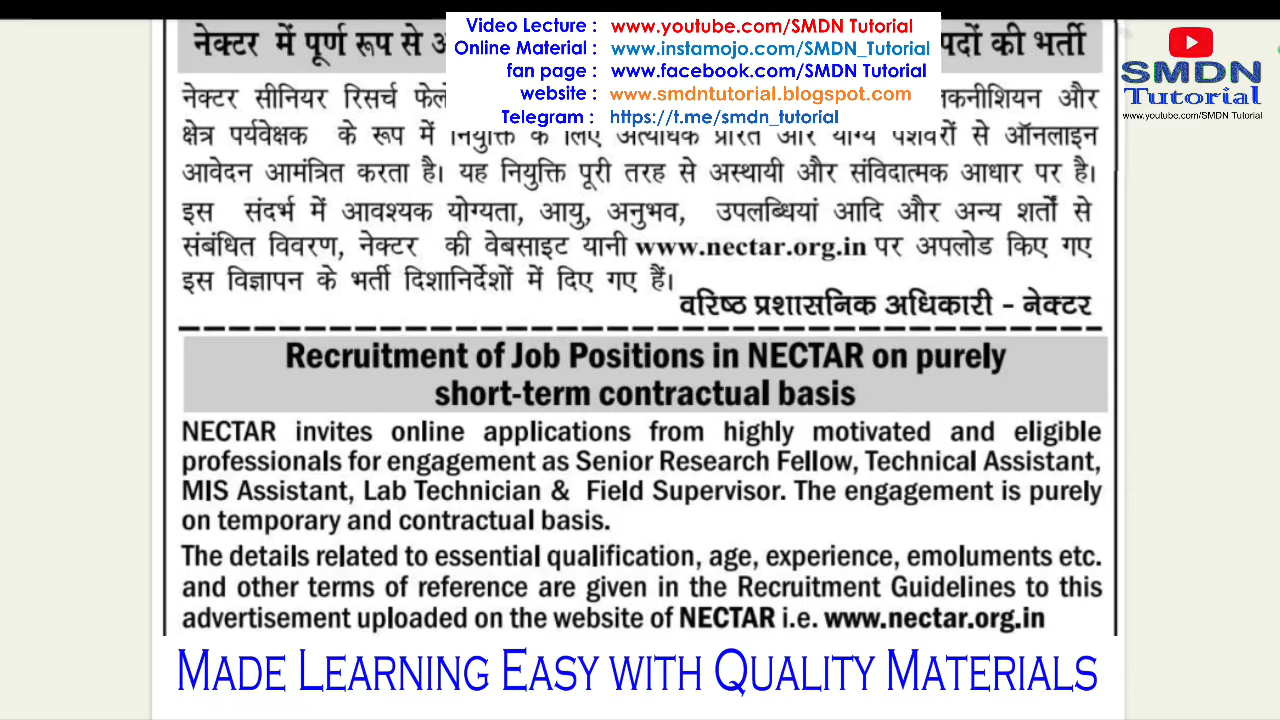 Video Lecture : www.youtube.com/SMDN Tutorial
Online Material : www.instamojo.com/SMDN_Tutorial
fan page : www.facebook.com/SMDN Tutorial
website : www.smdntutorial.blogspot.com
Telegram : https://t.me/smdn_tutorial
SMDN
Tutorial
www.youtube.com/SMDN Tutorial
नेक्टर में पूर्ण रूप से पदों की भर्ती
नेक्टर सीनियर रिसर्च और
क्षेत्र पर्यवेक्षक के रूप में नियुक्ति के लिए अत्यधिक प्रेरित और योग्य पेशेवरों से ऑनलाइन
आवेदन आमंत्रित करता है। यह नियुक्ति पूरी तरह से अस्थायी और संविदात्मक आधार पर है।
इस संदर्भ में आवश्यक योग्यता, आयु, अनुभव, उपलब्धियां आदि और अन्य शर्तों से
संबंधित विवरण, नेक्टर की वेबसाइट यानी www.nectar.org.in पर अपलोड किए गए
इस विज्ञापन के भर्ती दिशानिर्देशों में दिए गए हैं।
वरिष्ठ प्रशासनिक अधिकारी - नेक्टर
Recruitment of Job Positions in NECTAR on purely
short-term contractual basis
NECTAR invites online applications from highly motivated and eligible
professionals for engagement as Senior Research Fellow, Technical Assistant,
MIS Assistant, Lab Technician & Field Supervisor. The engagement is purely
on temporary and contractual basis.
The details related to essential qualification, age, experience, emoluments etc.
and other terms of reference are given in the Recruitment Guidelines to this
advertisement uploaded on the website of NECTAR i.e. www.nectar.org.in
MADE LEARNING EASY WITH QUALITY MATERIALS